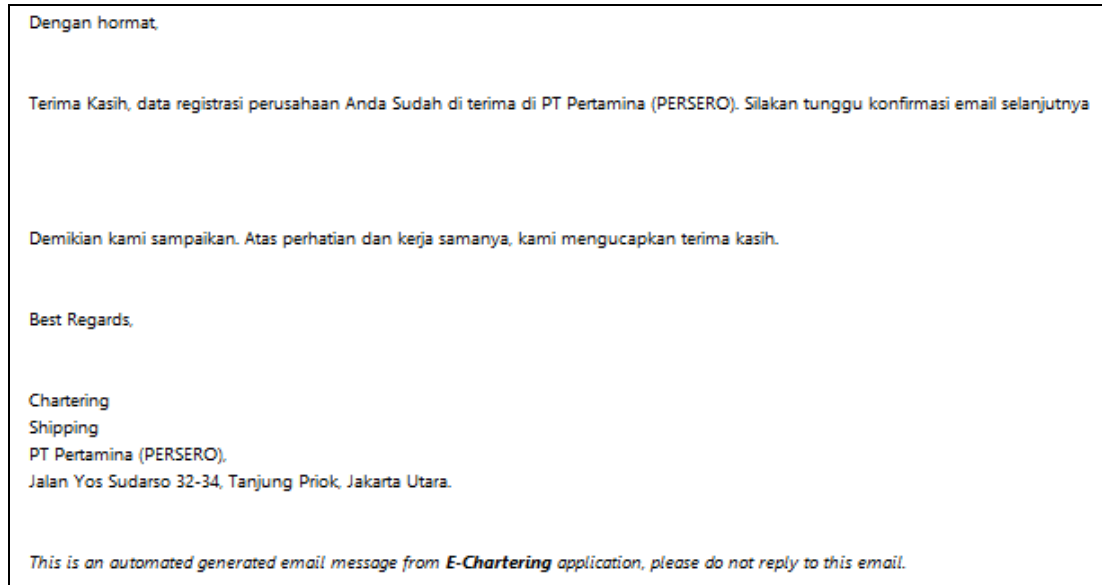 Dengan hormat,
Terima Kasih, data registrasi perusahaan Anda Sudah di terima di PT Pertamina (PERSERO). Silakan tunggu konfirmasi email selanjutnya
Demikian kami sampaikan. Atas perhatian dan kerja samanya, kami mengucapkan terima kasih.
Best Regards,
Chartering
Shipping
PT Pertamina (PERSERO),
Jalan Yos Sudarso 32-34, Tanjung Priok, Jakarta Utara.
This is an automated generated email message from E-Chartering application, please do not reply to this email.